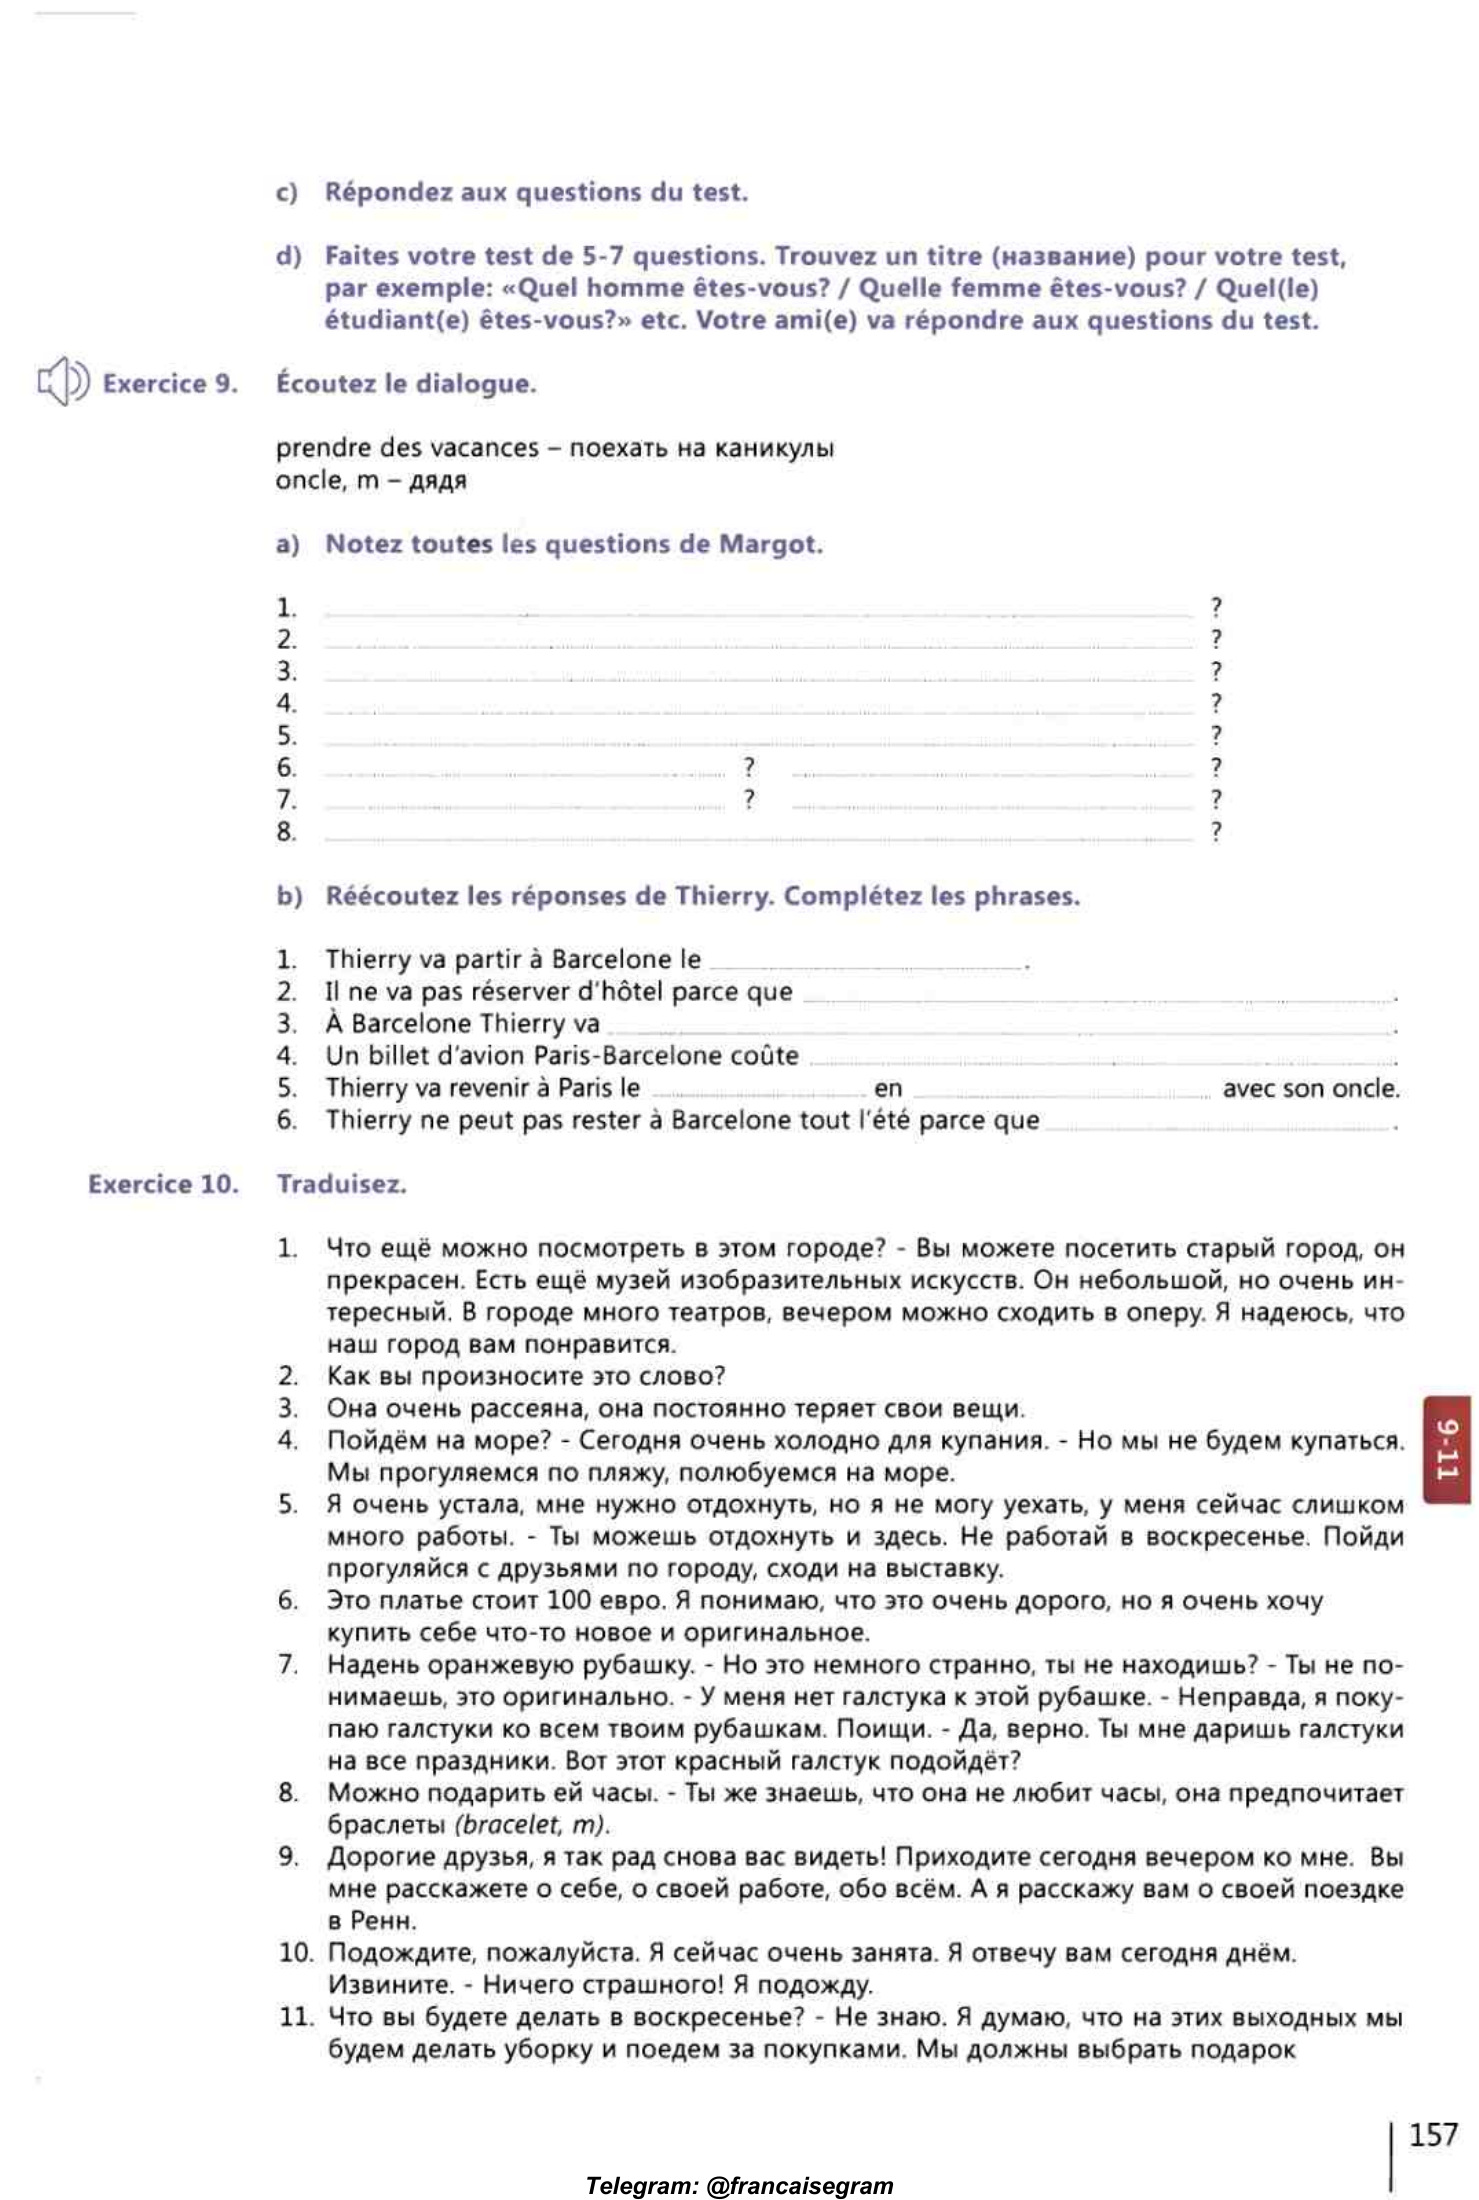 c) Répondez aux questions du test.
d) Faites votre test de 5-7 questions. Trouvez un titre (название) pour votre test,
par exemple: «Quel homme êtes-vous? / Quelle femme êtes-vous? / Quel(le)
étudiant(e) êtes-vous?» etc. Votre ami(e) va répondre aux questions du test.
Exercice 9. Écoutez le dialogue.
prendre des vacances – поехать на каникулы
oncle, m – дядя
a) Notez toutes les questions de Margot.
1. ?
2. ?
3. ?
4. ?
5. ?
6. ? ?
7. ? ?
8. ?
b) Réécoutez les réponses de Thierry. Complétez les phrases.
1. Thierry va partir à Barcelone le .
2. Il ne va pas réserver d'hôtel parce que .
3. À Barcelone Thierry va .
4. Un billet d'avion Paris-Barcelone coûte .
5. Thierry va revenir à Paris le en avec son oncle.
6. Thierry ne peut pas rester à Barcelone tout l'été parce que .
Exercice 10. Traduisez.
1. Что ещё можно посмотреть в этом городе? - Вы можете посетить старый город, он
прекрасен. Есть ещё музей изобразительных искусств. Он небольшой, но очень ин-
тересный. В городе много театров, вечером можно сходить в оперу. Я надеюсь, что
наш город вам понравится.
2. Как вы произносите это слово?
3. Она очень рассеяна, она постоянно теряет свои вещи.
4. Пойдём на море? - Сегодня очень холодно для купания. - Но мы не будем купаться.
Мы прогуляемся по пляжу, полюбуемся на море.
5. Я очень устала, мне нужно отдохнуть, но я не могу уехать, у меня сейчас слишком
много работы. - Ты можешь отдохнуть и здесь. Не работай в воскресенье. Пойди
прогуляйся с друзьями по городу, сходи на выставку.
6. Это платье стоит 100 евро. Я понимаю, что это очень дорого, но я очень хочу
купить себе что-то новое и оригинальное.
7. Надень оранжевую рубашку. - Но это немного странно, ты не находишь? - Ты не по-
нимаешь, это оригинально. - У меня нет галстука к этой рубашке. - Неправда, я поку-
паю галстуки ко всем твоим рубашкам. Поищи. - Да, верно. Ты мне даришь галстуки
на все праздники. Вот этот красный галстук подойдёт?
8. Можно подарить ей часы. - Ты же знаешь, что она не любит часы, она предпочитает
браслеты (bracelet, m).
9. Дорогие друзья, я так рад снова вас видеть! Приходите сегодня вечером ко мне. Вы
мне расскажете о себе, о своей работе, обо всём. А я расскажу вам о своей поездке
в Ренн.
10. Подождите, пожалуйста. Я сейчас очень занята. Я отвечу вам сегодня днём.
Извините. - Ничего страшного! Я подожду.
11. Что вы будете делать в воскресенье? - Не знаю. Я думаю, что на этих выходных мы
будем делать уборку и поедем за покупками. Мы должны выбрать подарок
9-11
157
Telegram: @francaisegram